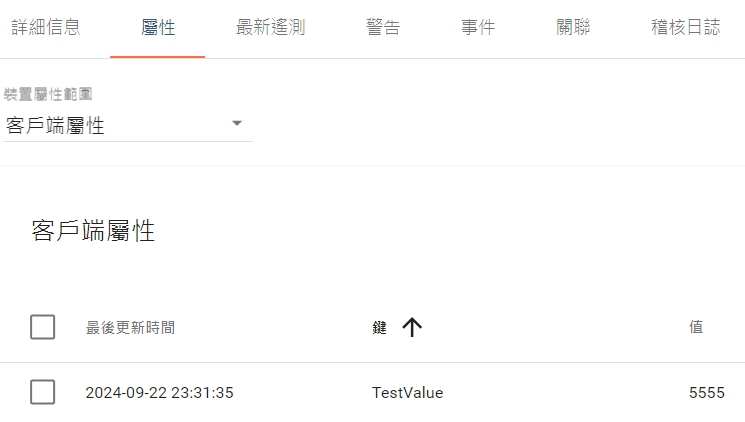 詳細信息 屬性 最新遙測 警告 事件 關聯 稽核日誌
裝置屬性範圍
客戶端屬性
客戶端屬性
最後更新時間 鍵 值
2024-09-22 23:31:35 TestValue 5555